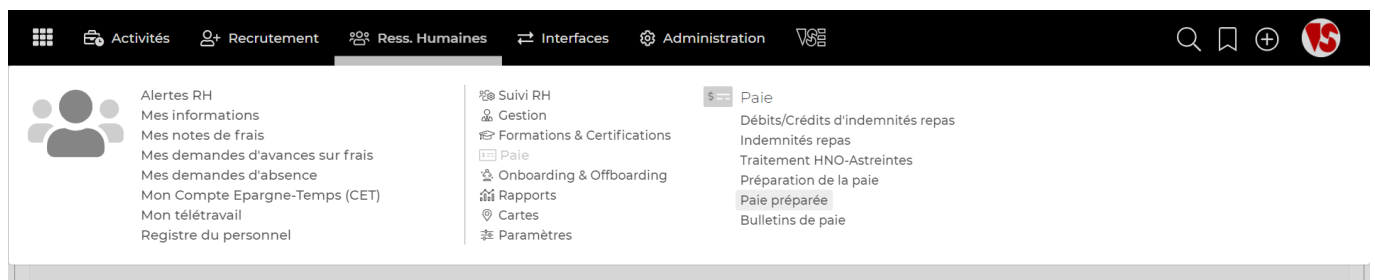 Activités Recrutement Ress. Humaines Interfaces Administration VSE VS
Alertes RH
Mes informations
Mes notes de frais
Mes demandes d'avances sur frais
Mes demandes d'absence
Mon Compte Epargne-Temps (CET)
Mon télétravail
Registre du personnel
Suivi RH
Gestion
Formations & Certifications
Paie
Onboarding & Offboarding
Rapports
Cartes
Paramètres
$ Paie
Débits/Crédits d'indemnités repas
Indemnités repas
Traitement HNO-Astreintes
Préparation de la paie
Paie préparée
Bulletins de paie